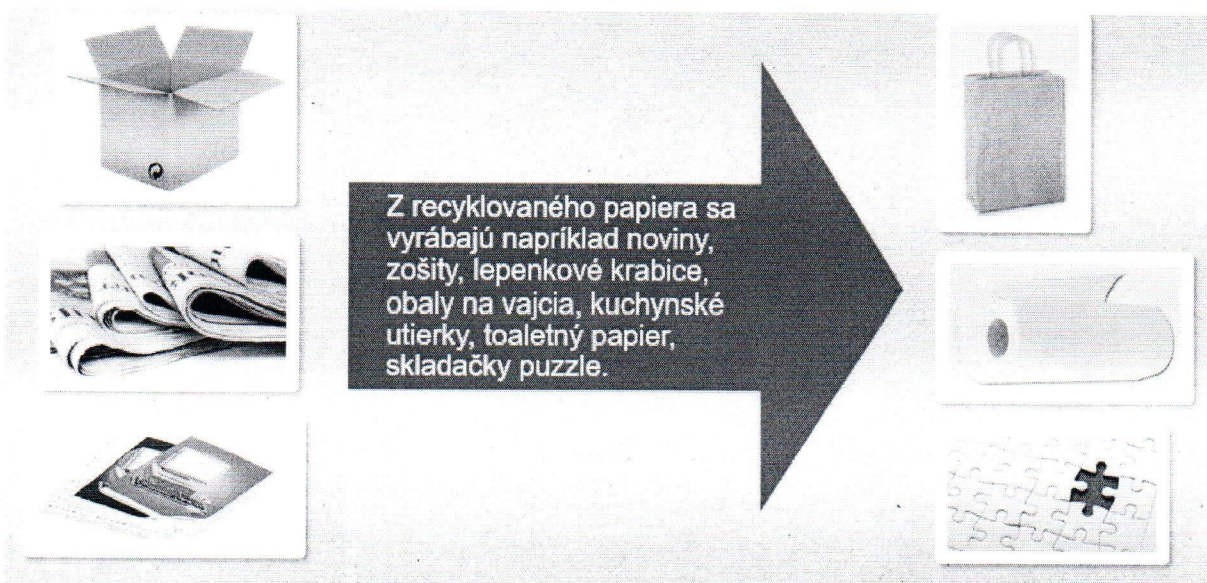 Z recyklovaného papiera sa
vyrábajú napríklad noviny,
zošity, lepenkové krabice,
obaly na vajcia, kuchynské
utierky, toaletný papier,
skladačky puzzle.